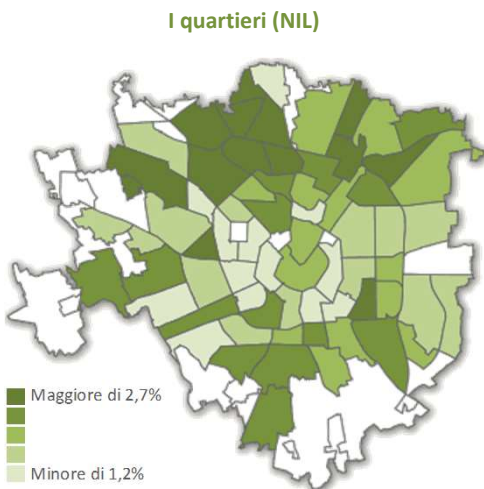 I quartieri (NIL)
Maggiore di 2,7%
Minore di 1,2%